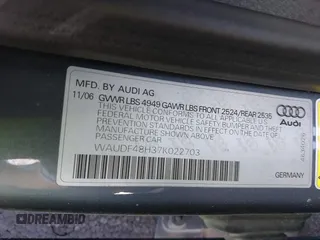 MFD. BY AUDI AG
11/06 GVWR LBS 4949 GAWR LBS FRONT 2524/REAR 2535
THIS VEHICLE CONFORMS TO ALL APPLICABLE
FEDERAL MOTOR VEHICLE SAFETY BUMPER AND
THEFT PREVENTION STANDARDS IN EFFECT ON THE DATE OF
MANUFACTURE SHOWN ABOVE
PASSENGER CAR
WAUDF48H37K022703
Audi
DREAMBID